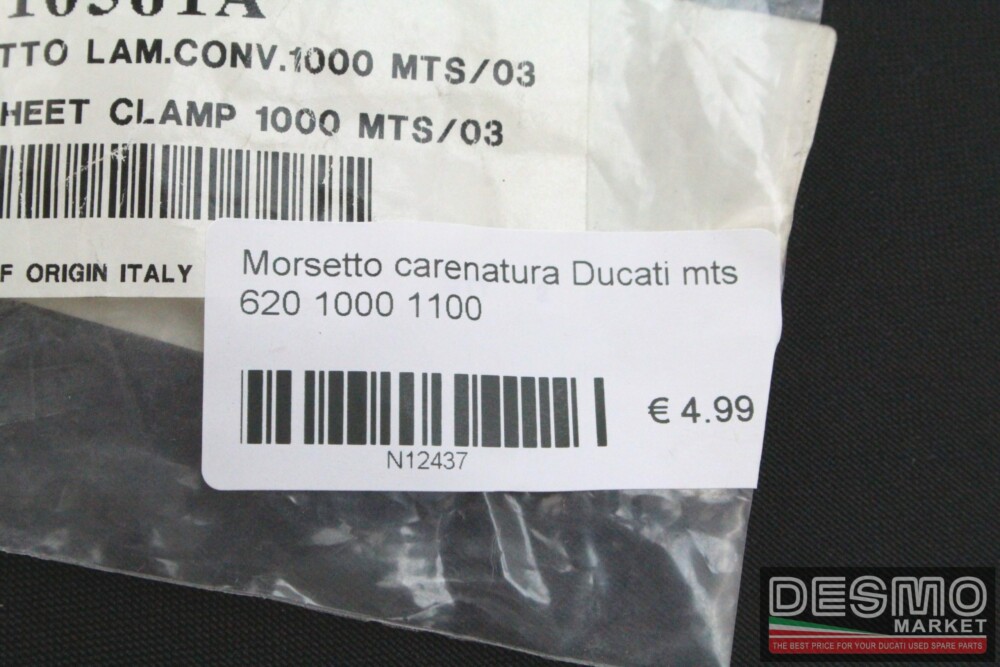 TTO LAM.CONV.1000 MTS/03
HEET CLAMP 1000 MTS/03
F ORIGIN ITALY
Morsetto carenatura Ducati mts
620 1000 1100
€ 4.99
N12437
DESMO
MARKET
THE BEST PRICE FOR YOUR DUCATI USED SPARE PARTS